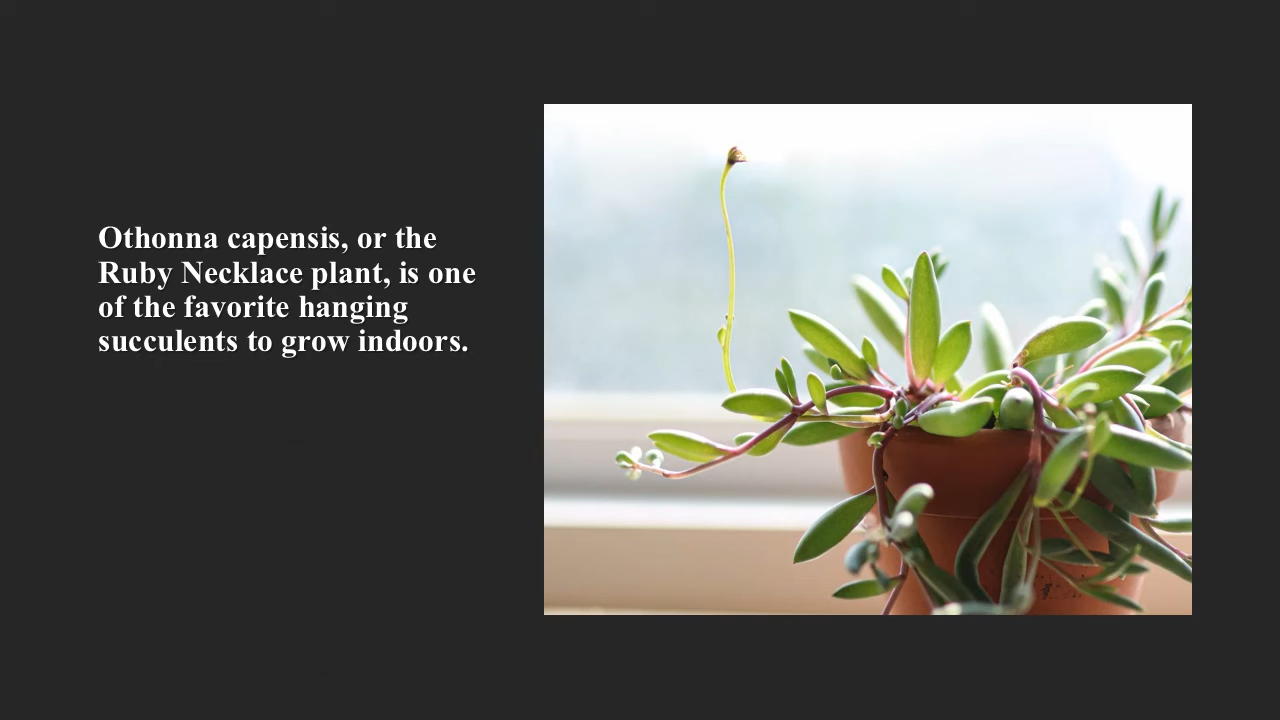 Othonna capensis, or the
Ruby Necklace plant, is one
of the favorite hanging
succulents to grow indoors.